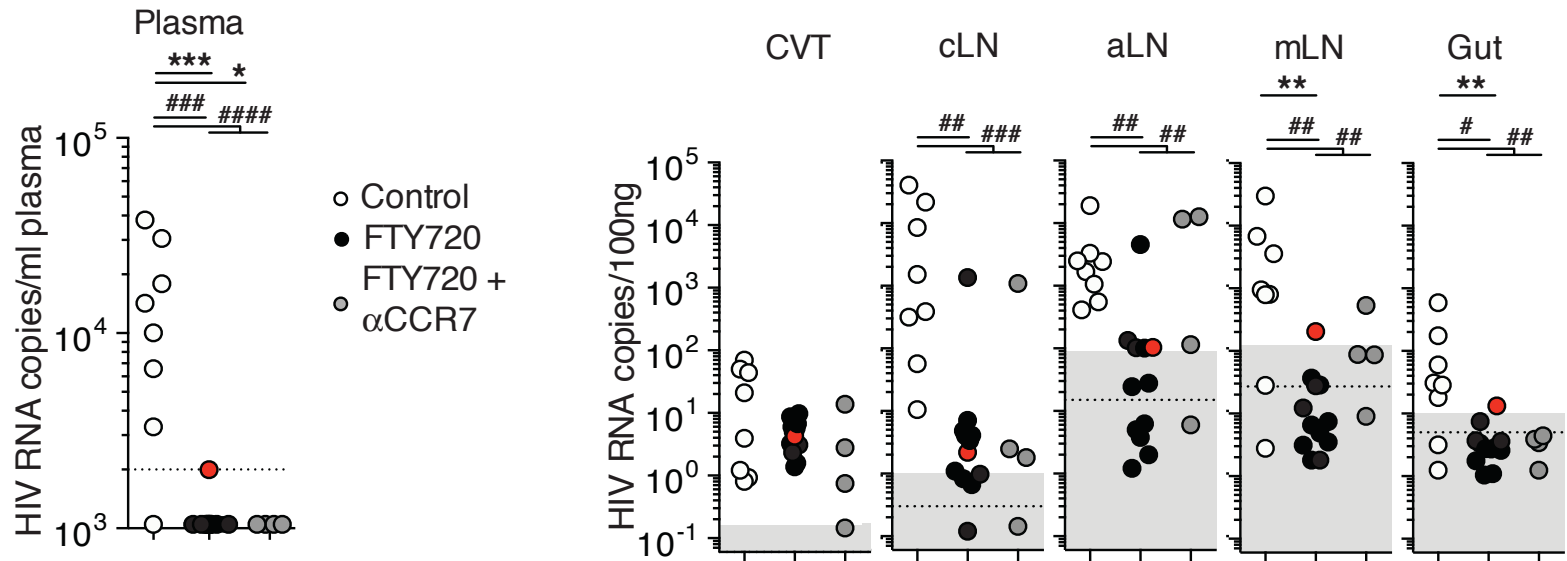 Plasma
***
*
###
####
HIV RNA copies/ml plasma
10^5
10^4
10^3
Control
FTY720
FTY720 +
αCCR7
CVT
cLN
aLN
mLN
Gut
**
**
##
###
##
##
##
##
#
##
HIV RNA copies/100ng
10^5
10^4
10^3
10^2
10^1
10^0
10^-1